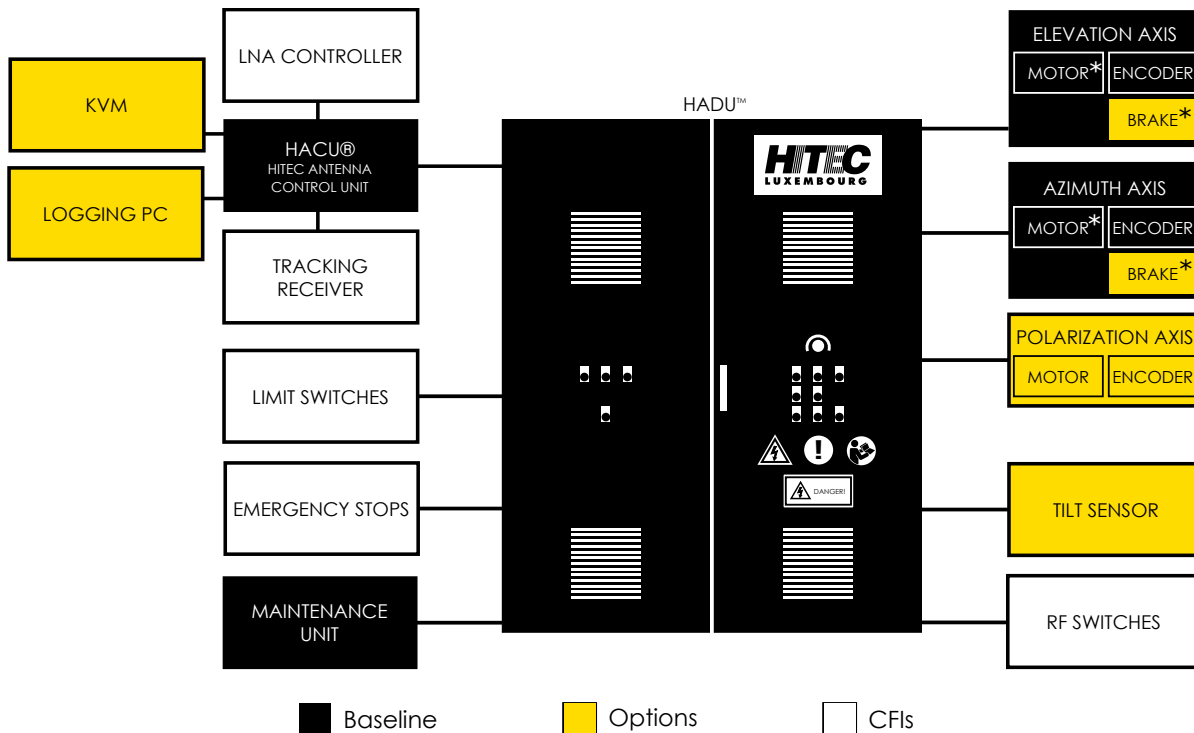 LNA CONTROLLER
KVM
HACU®
HITEC ANTENNA
CONTROL UNIT
LOGGING PC
TRACKING
RECEIVER
LIMIT SWITCHES
EMERGENCY STOPS
MAINTENANCE
UNIT
HADU™
HITEC
LUXEMBOURG
DANGER!
ELEVATION AXIS
MOTOR* ENCODER
BRAKE*
AZIMUTH AXIS
MOTOR* ENCODER
BRAKE*
POLARIZATION AXIS
MOTOR ENCODER
TILT SENSOR
RF SWITCHES
Baseline
Options
CFIs